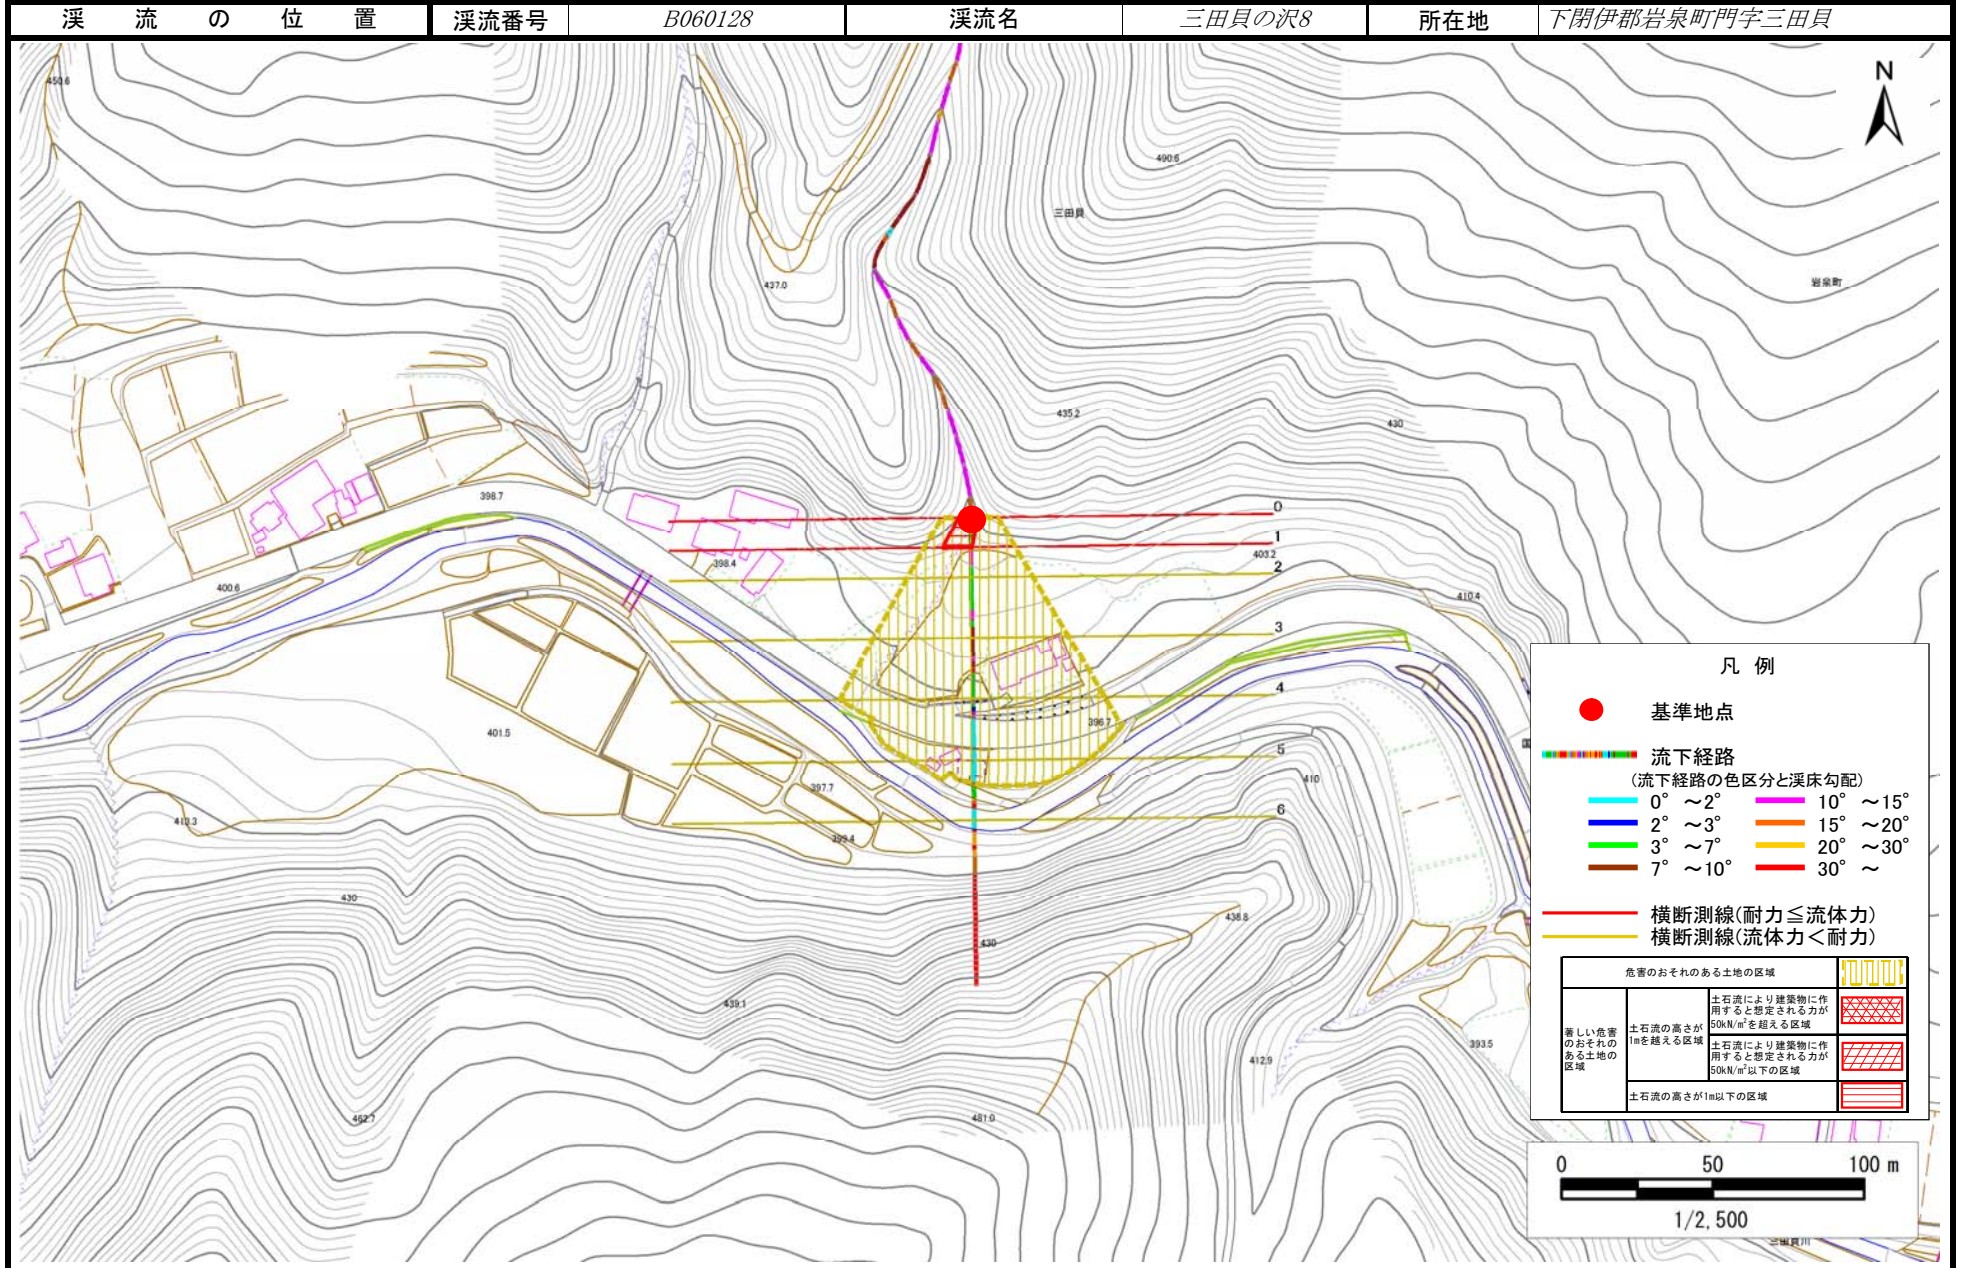 溪流の位置 溪流番号 B060128 溪流名 三田貝の沢8 所在地 下閉伊郡岩泉町門字三田貝
N
450.6
490.6
三田貝
437.0
岩泉町
435.2
430
398.7
0
1
403.2
2
398.4
400.6
410.4
3
4
396.7
401.5
5
410
397.7
6
413.3
399.4
430
438.8
430
439.1
393.5
412.9
462.7
481.0
凡 例
基準地点
流下経路
(流下経路の色区分と渓床勾配)
0° ～2° 10° ～15°
2° ～3° 15° ～20°
3° ～7° 20° ～30°
7° ～10° 30° ～
横断測線(耐力≦流体力)
横断測線(流体力＜耐力)
危害のおそれのある土地の区域
著しい危害
のおそれの
ある土地の
区域
土石流の高さが
1mを越える区域
土石流により建築物に作
用すると想定される力が
50kN/m²を超える区域
土石流により建築物に作
用すると想定される力が
50kN/m²以下の区域
土石流の高さが1m以下の区域
0 50 100 m
1/2,500
三田貝川